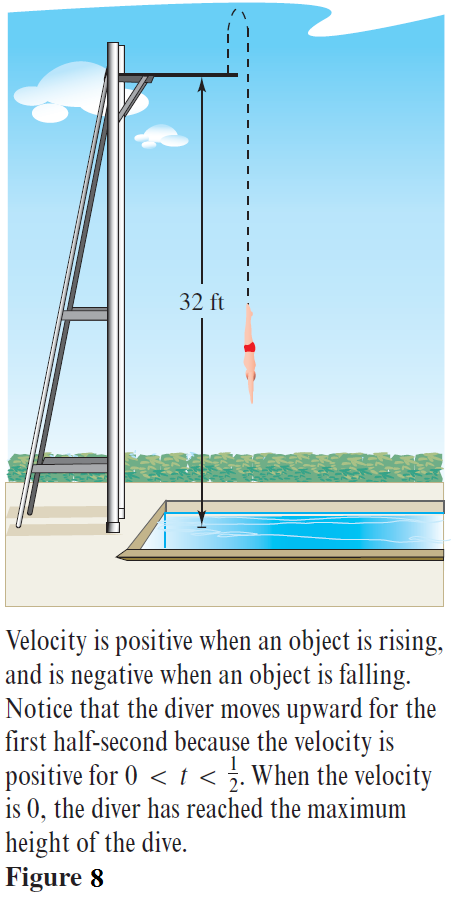 32 ft
Velocity is positive when an object is rising,
and is negative when an object is falling.
Notice that the diver moves upward for the
first half-second because the velocity is
positive for 0 < t < 1/2. When the velocity
is 0, the diver has reached the maximum
height of the dive.
Figure 8